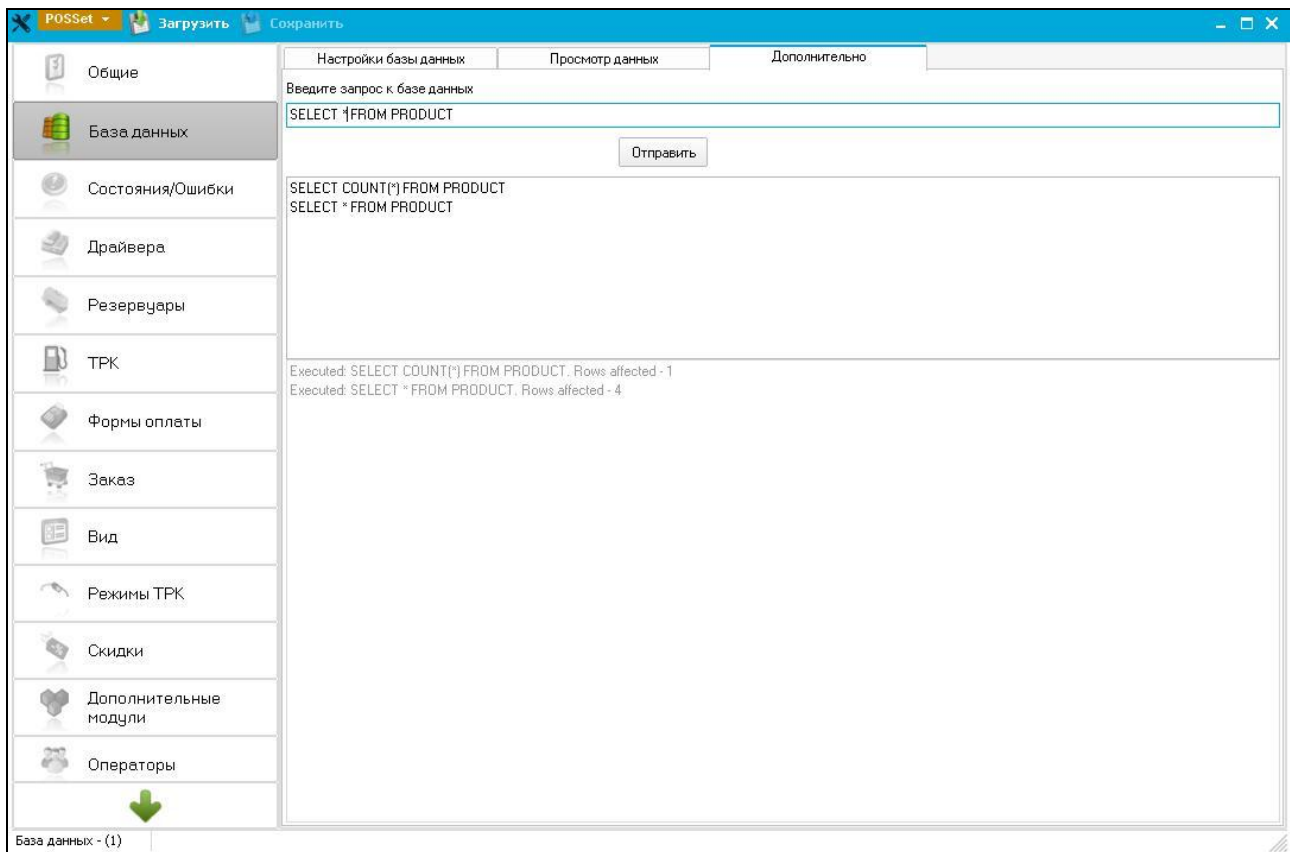 POSSet Загрузить Сохранить
Общие
База данных
Состояния/Ошибки
Драйвера
Резервуары
ТРК
Формы оплаты
Заказ
Вид
Режимы ТРК
Скидки
Дополнительные
модули
Операторы
Настройки базы данных Просмотр данных Дополнительно
Введите запрос к базе данных
SELECT * FROM PRODUCT
Отправить
SELECT COUNT(*) FROM PRODUCT
SELECT * FROM PRODUCT
Executed: SELECT COUNT(*) FROM PRODUCT. Rows affected - 1
Executed: SELECT * FROM PRODUCT. Rows affected - 4
База данных - (1)